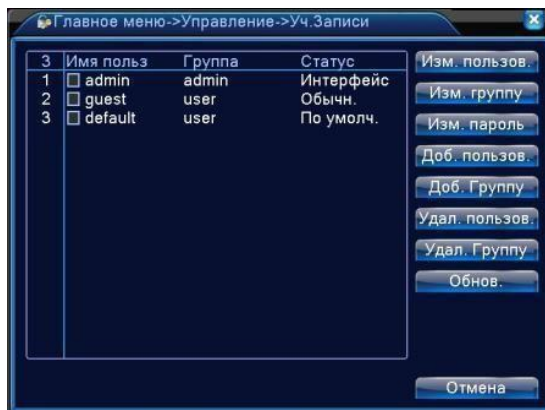 Главное меню->Управление->Уч.Записи
3 Имя польз Группа Статус
1 admin admin Интерфейс
2 guest user Обычн.
3 default user По умолч.
Изм. пользов.
Изм. группу
Изм. пароль
Доб. пользов.
Доб. Группу
Удал. пользов.
Удал. Группу
Обнов.
Отмена